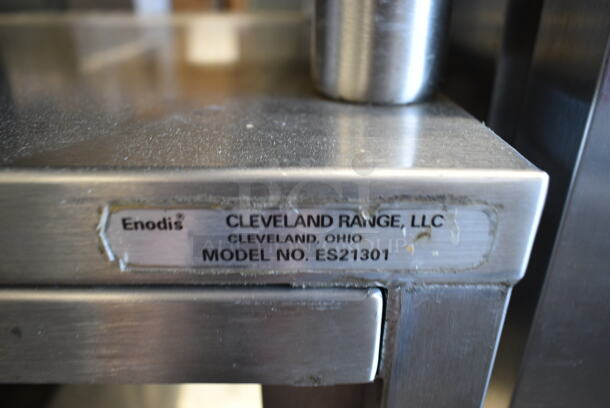 Enodis® CLEVELAND RANGE, LLC
CLEVELAND, OHIO
MODEL NO. ES21301